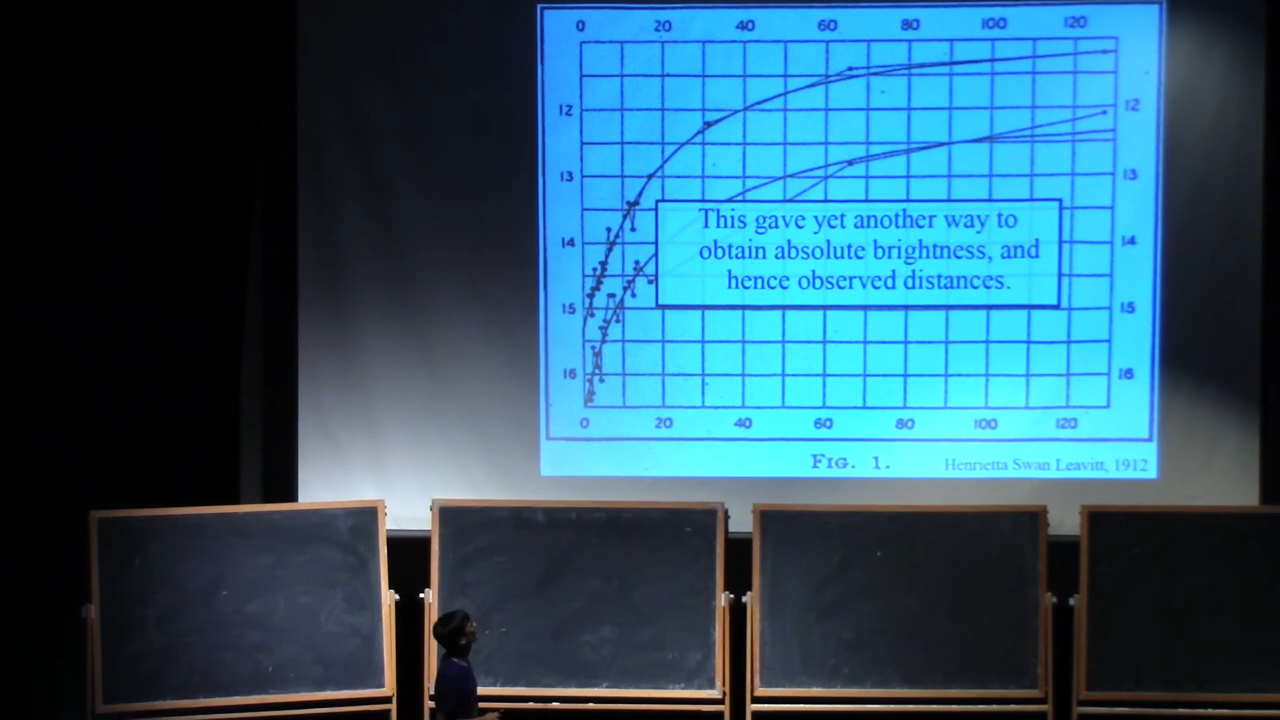 0 20 40 60 80 100 120
12 12
13 13
This gave yet another way to
14 obtain absolute brightness, and 14
hence observed distances.
15 15
16 16
0 20 40 60 80 100 120
FIG. 1. Henrietta Swan Leavitt, 1912